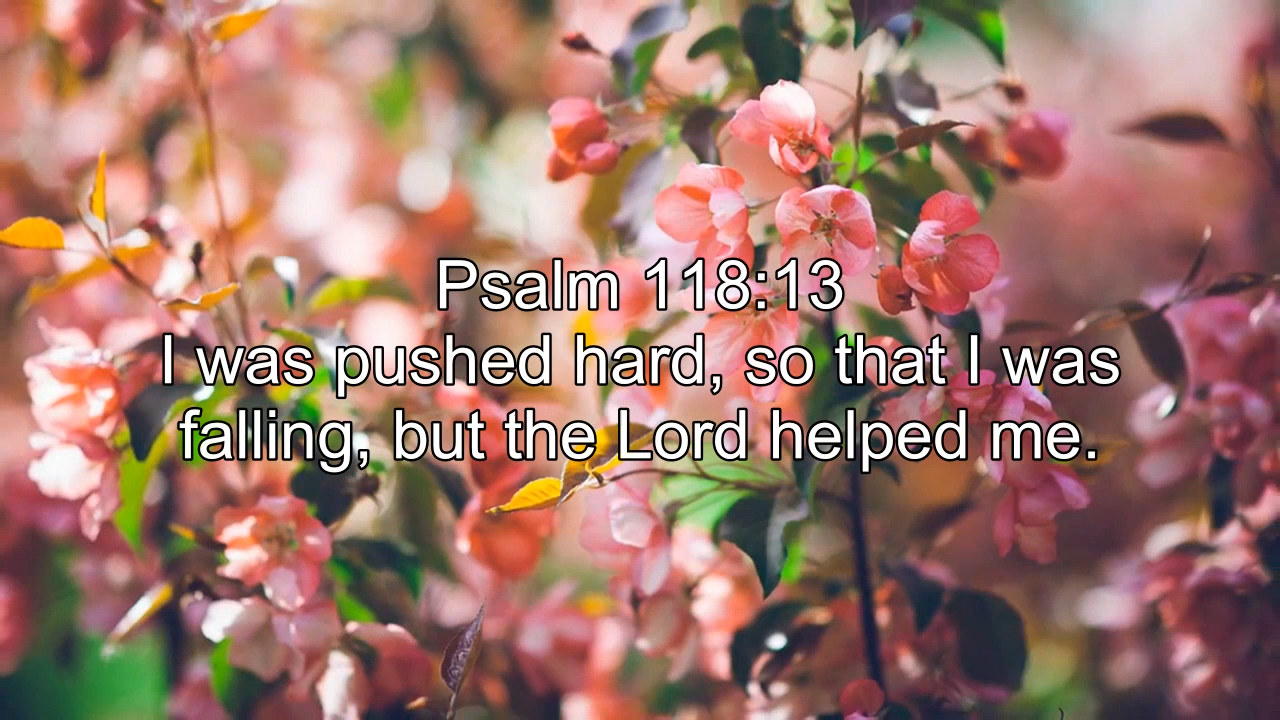 Psalm 118:13
I was pushed hard, so that I was
falling, but the Lord helped me.